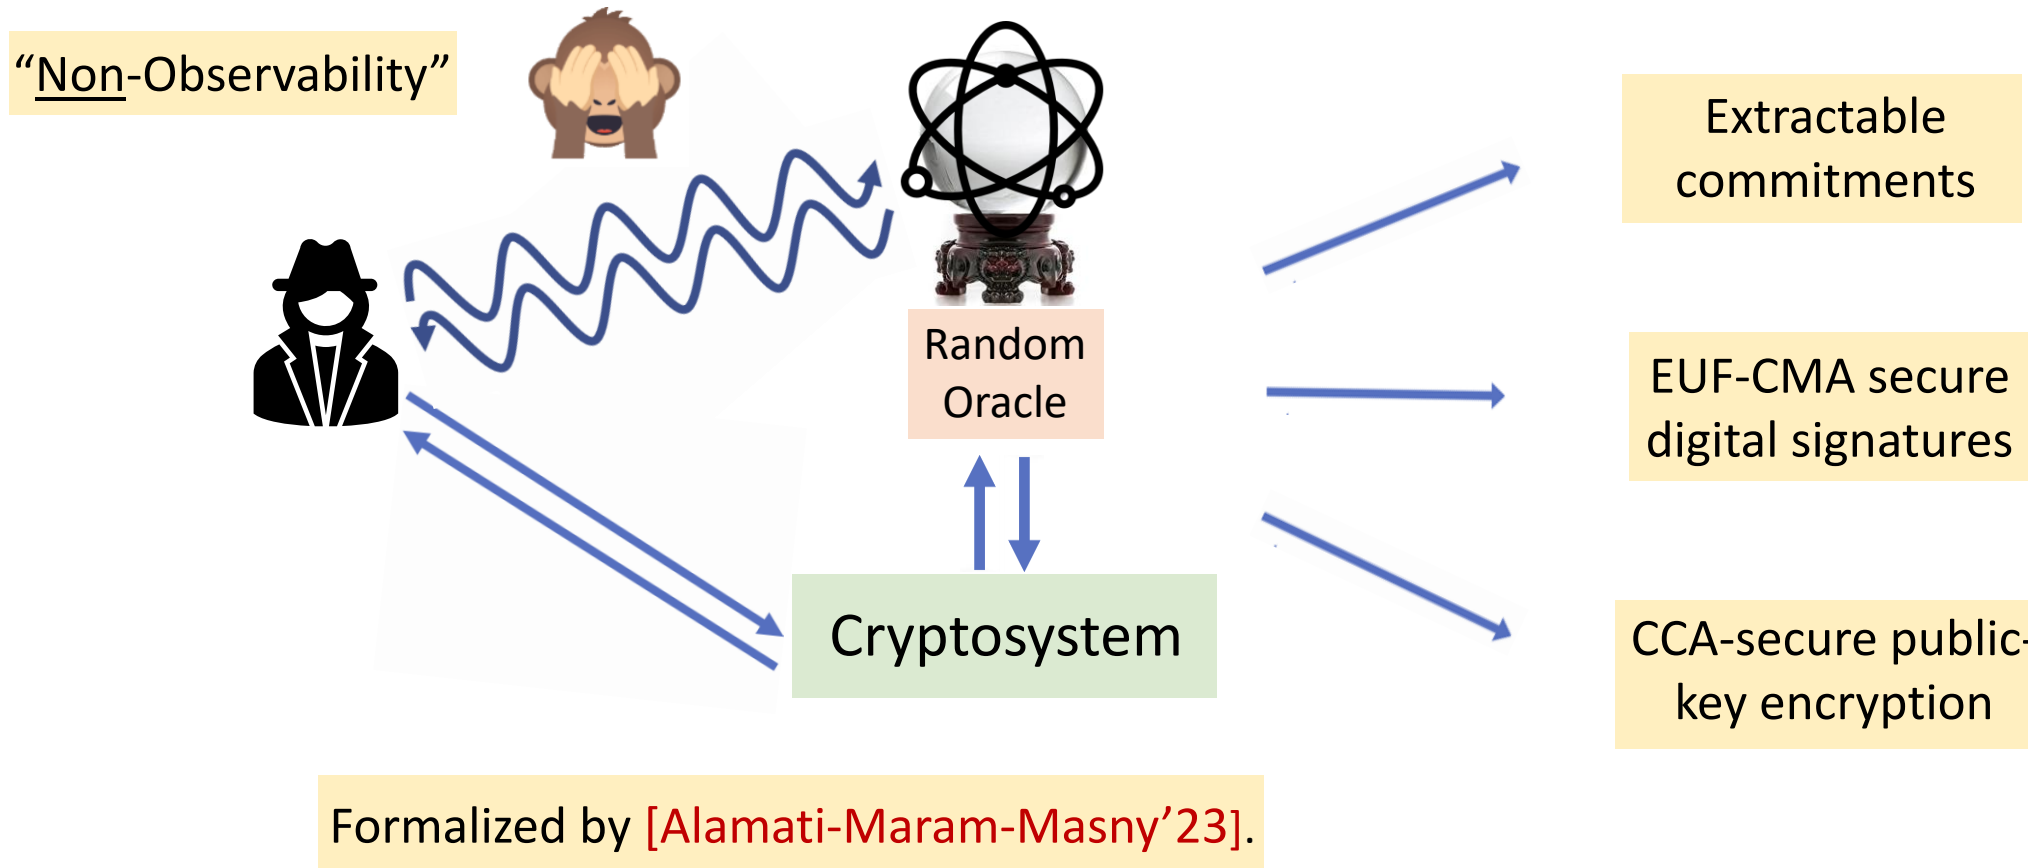 “Non-Observability”
Random
Oracle
Cryptosystem
Extractable
commitments
EUF-CMA secure
digital signatures
CCA-secure public-
key encryption
Formalized by [Alamati-Maram-Masny’23].